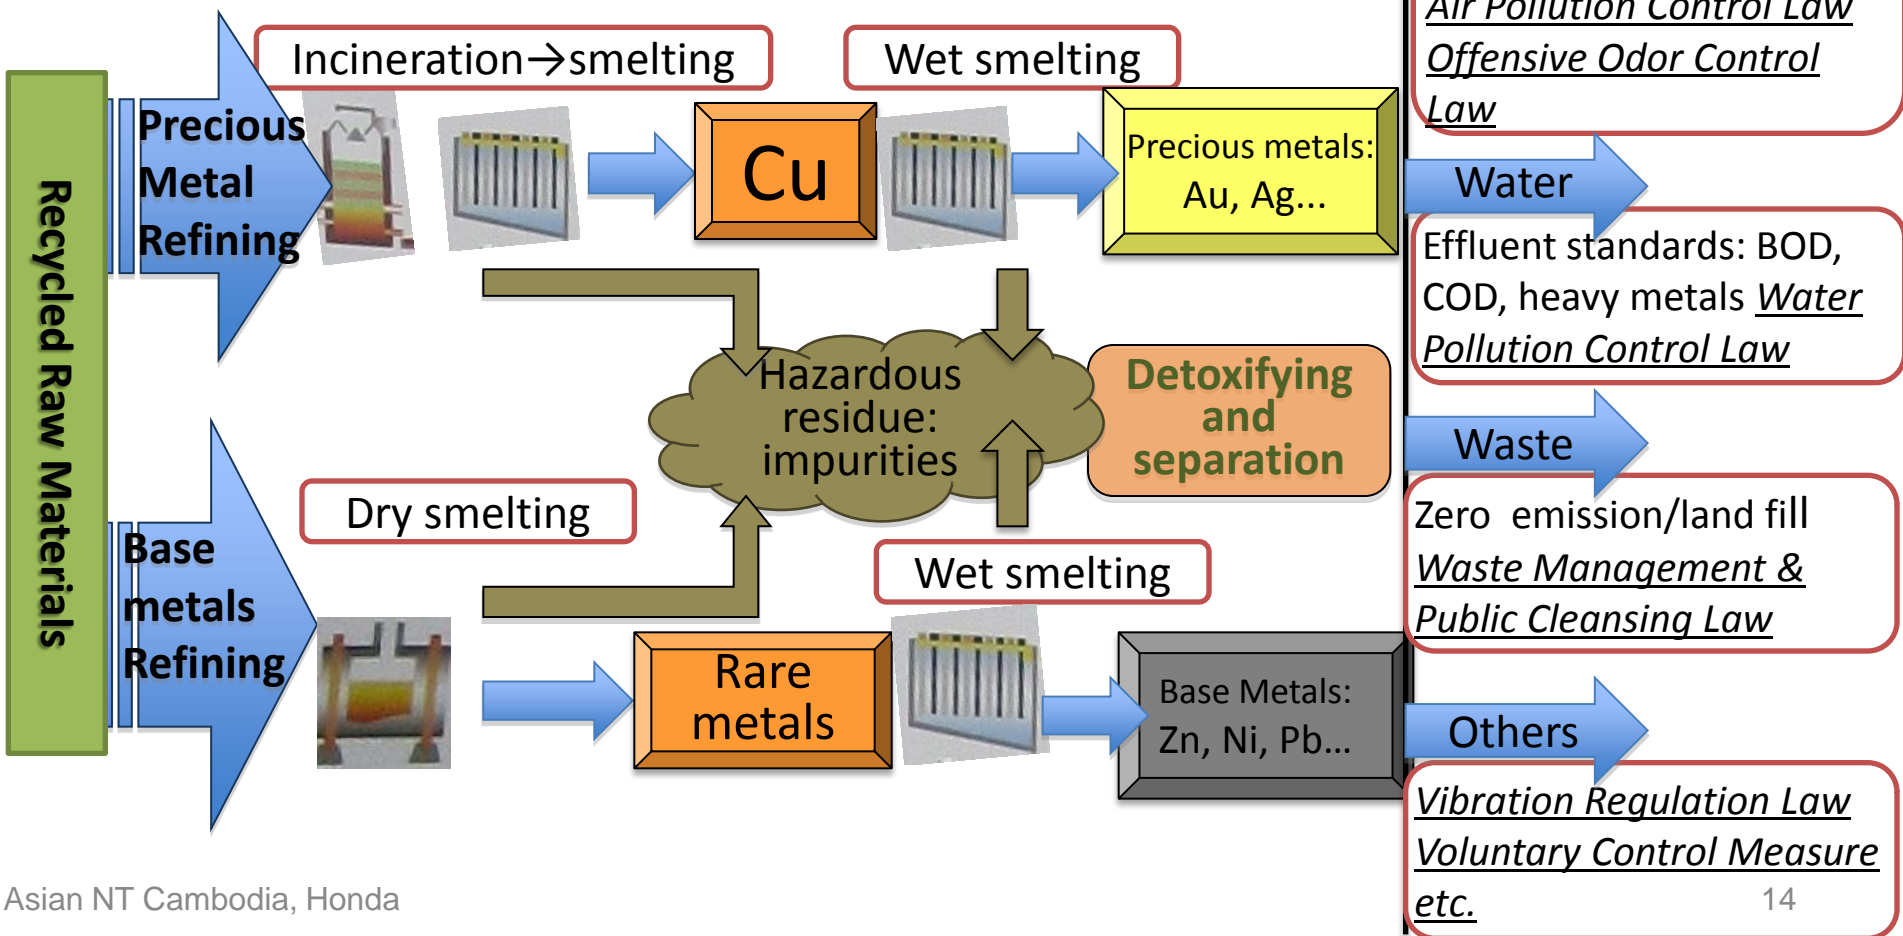 Recycled Raw Materials
Precious
Metal
Refining
Incineration→smelting
Cu
Wet smelting
Precious metals:
Au, Ag...
Hazardous
residue:
impurities
Detoxifying
and
separation
Base
metals
Refining
Dry smelting
Rare
metals
Wet smelting
Base Metals:
Zn, Ni, Pb...
Air Pollution Control Law
Offensive Odor Control
Law
Water
Effluent standards: BOD,
COD, heavy metals Water
Pollution Control Law
Waste
Zero emission/land fill
Waste Management &
Public Cleansing Law
Others
Vibration Regulation Law
Voluntary Control Measure
etc.
Asian NT Cambodia, Honda
14